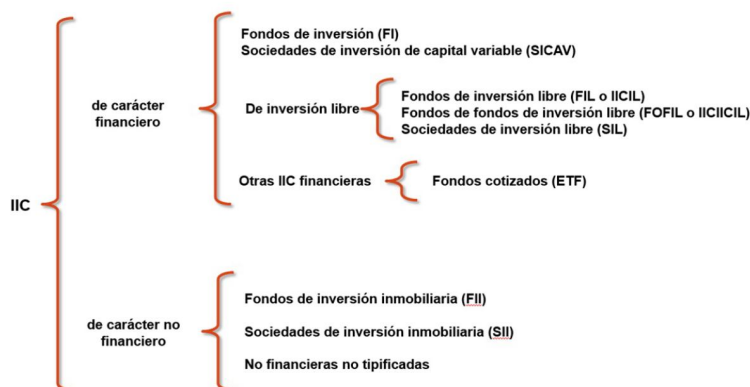 IIC
de carácter
financiero
Fondos de inversión (FI)
Sociedades de inversión de capital variable (SICAV)
De inversión libre
Fondos de inversión libre (FIL o IICIL)
Fondos de fondos de inversión libre (FOFIL o IICIICIL)
Sociedades de inversión libre (SIL)
Otras IIC financieras
Fondos cotizados (ETF)
de carácter no
financiero
Fondos de inversión inmobiliaria (FII)
Sociedades de inversión inmobiliaria (SII)
No financieras no tipificadas